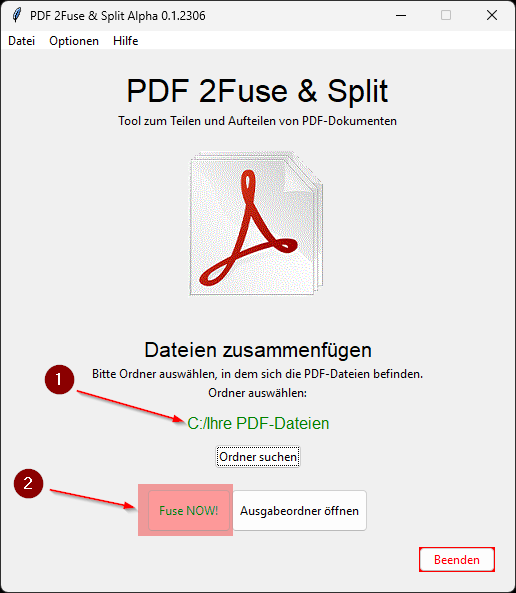 PDF 2Fuse & Split Alpha 0.1.2306
Datei Optionen Hilfe
PDF 2Fuse & Split
Tool zum Teilen und Aufteilen von PDF-Dokumenten
Dateien zusammenfügen
Bitte Ordner auswählen, in dem sich die PDF-Dateien befinden.
1
Ordner auswählen:
C:/Ihre PDF-Dateien
Ordner suchen
2
Fuse NOW! Ausgabeordner öffnen
Beenden